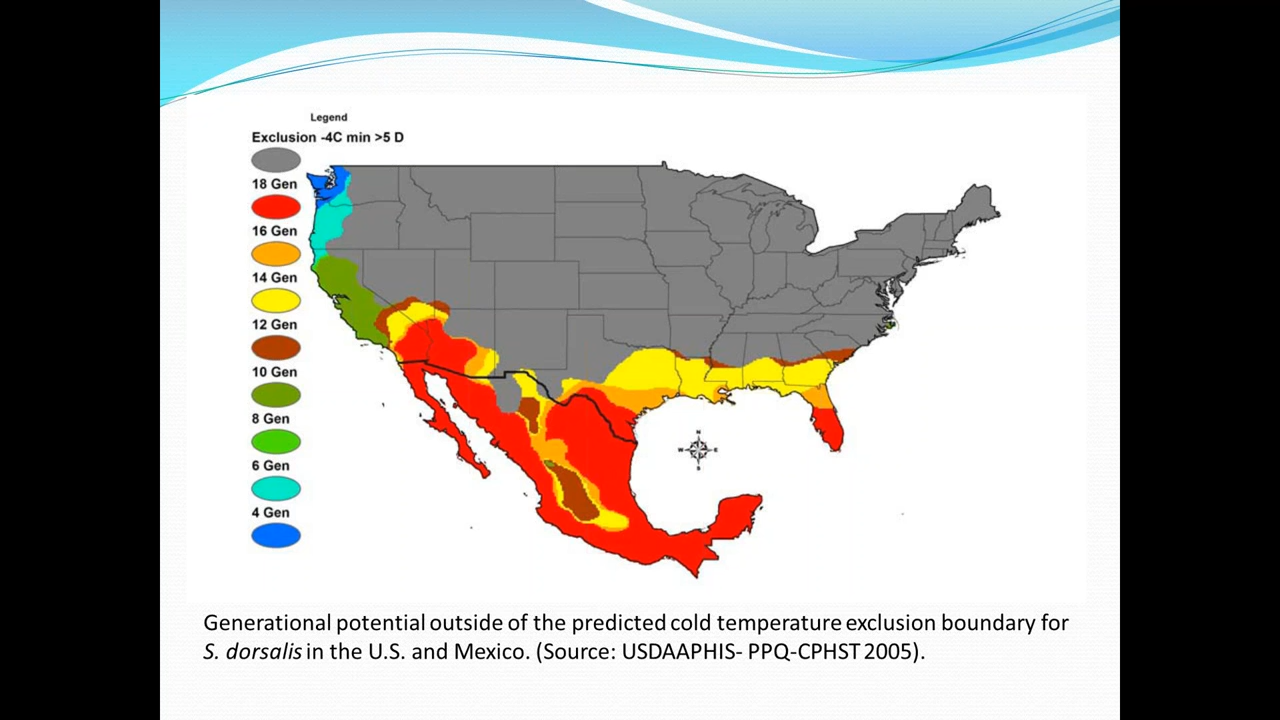 Legend
Exclusion -4C min >5 D
18 Gen
16 Gen
14 Gen
12 Gen
10 Gen
8 Gen
6 Gen
4 Gen
N
W E
S
Generational potential outside of the predicted cold temperature exclusion boundary for
S. dorsalis in the U.S. and Mexico. (Source: USDAAPHIS- PPQ-CPHST 2005).